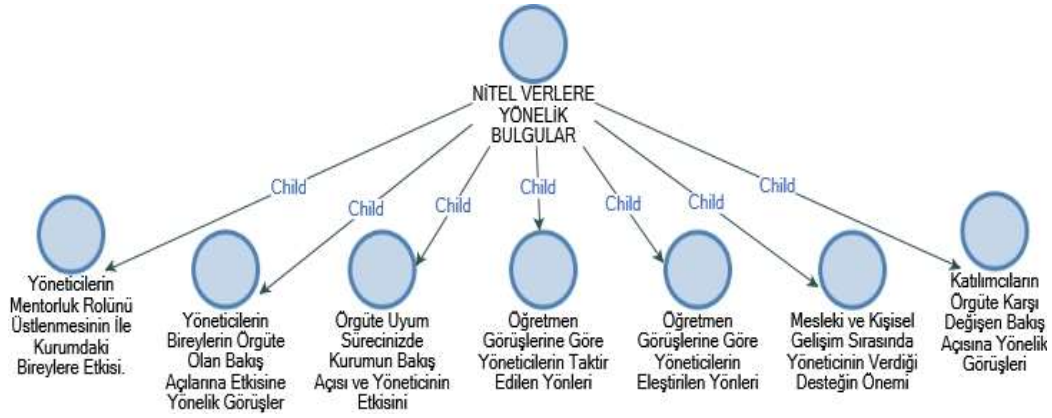 NİTEL VERLERE
YÖNELİK
BULGULAR
Child
Child
Child
Child
Child
Child
Child
Yöneticilerin
Mentorluk Rolünü
Üstlenmesinin İle
Kurumdaki
Bireylere Etkisi.
Yöneticilerin
Bireylerin Örgüte
Olan Bakış
Açılarına Etkisine
Yönelik Görüşler
Örgüte Uyum
Sürecinizde
Kurumun Bakış
Açısı ve Yöneticinin
Etkisini
Öğretmen
Görüşlerine Göre
Yöneticilerin Taktir
Edilen Yönleri
Öğretmen
Görüşlerine Göre
Yöneticilerin
Eleştirilen Yönleri
Mesleki ve Kişisel
Gelişim Sırasında
Yöneticinin Verdiği
Desteğin Önemi
Katılımcıların
Örgüte Karşı
Değişen Bakış
Açısına Yönelik
Görüşleri